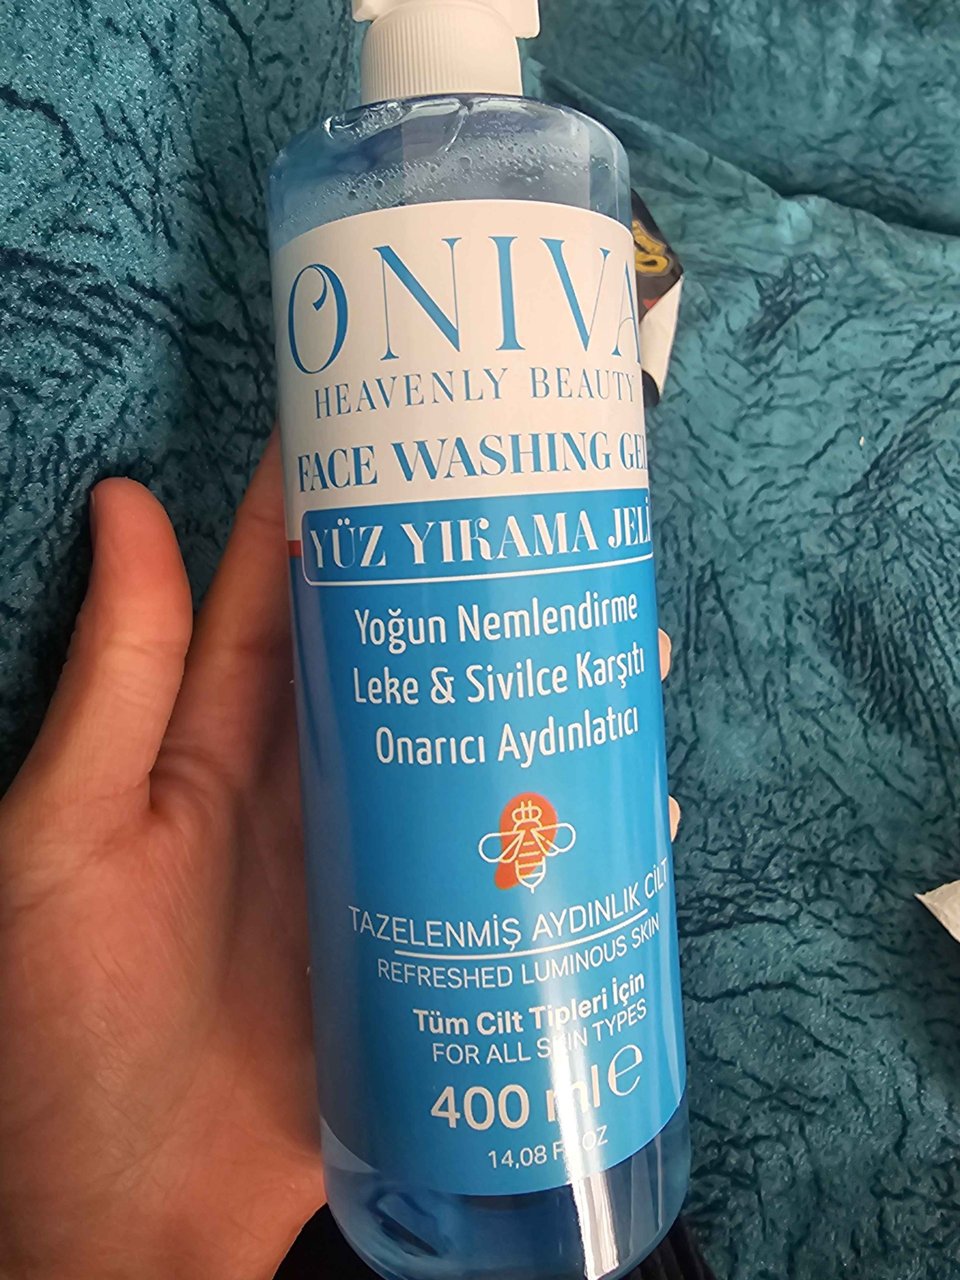 ONIVA
HEAVENLY BEAUTY
FACE WASHING GEL
YÜZ YIKAMA JELİ
Yoğun Nemlendirme
Leke & Sivilce Karşıtı
Onarıcı Aydınlatıcı
TAZELENMİŞ AYDINLIK CİLT
REFRESHED LUMINOUS SKIN
Tüm Cilt Tipleri İçin
FOR ALL SKIN TYPES
400 ml e
14,08 FL OZ